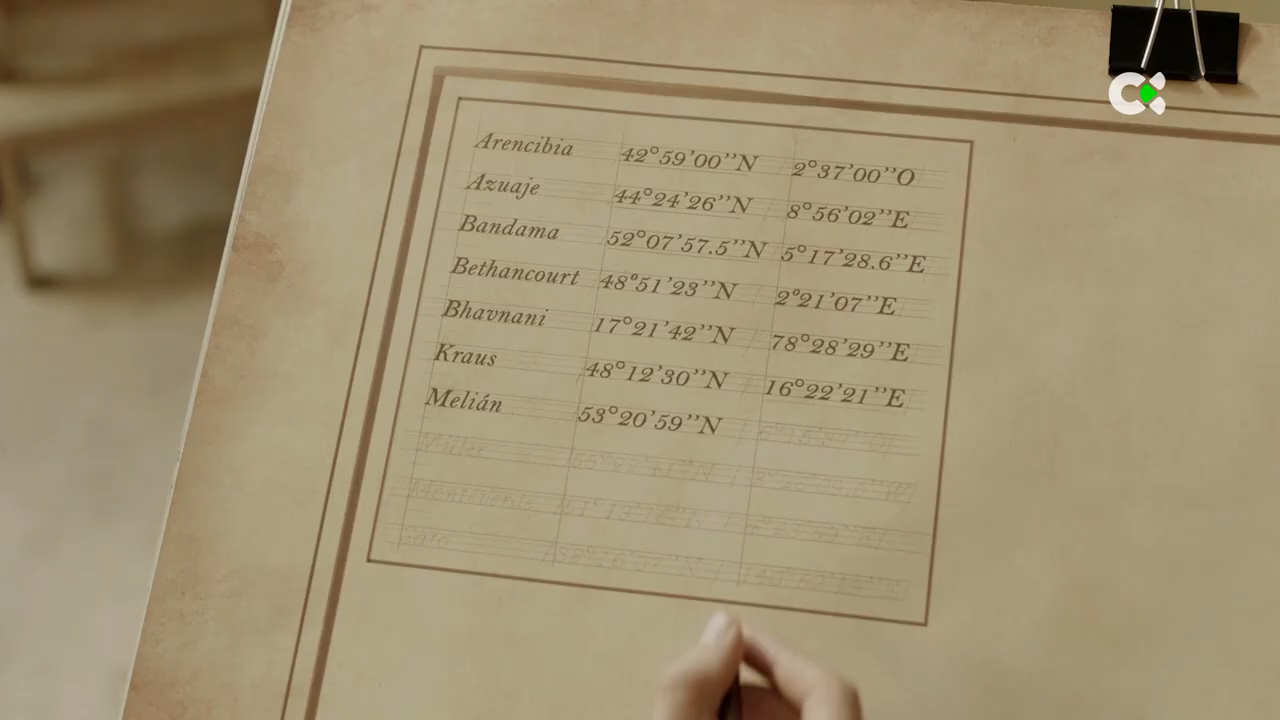 Arencibia 42°59’00’’N 2°37’00’’O
Azuaje 44°24’26’’N 8°56’02’’E
Bandama 52°07’57.5’’N 5°17’28.6’’E
Bethancourt 48°51’23’’N 2°21’07’’E
Bhavnani 17°21’42’’N 78°28’29’’E
Kraus 48°12’30’’N 16°22’21’’E
Melián 53°20’59’’N
Monteverde